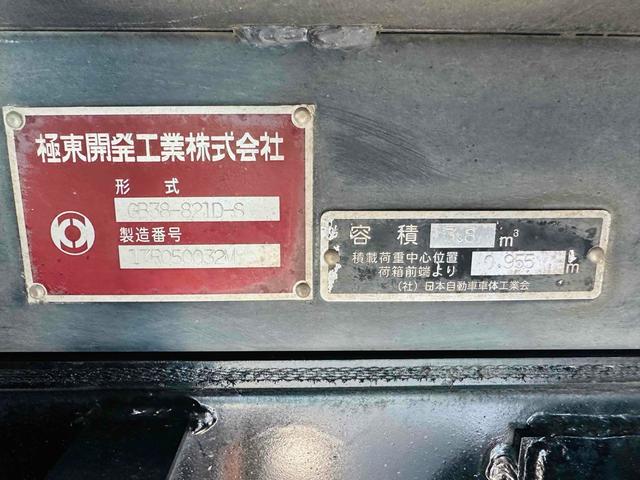 極東開発工業株式会社
形式
GB38-821D-S
製造番号
容積 3.8 m³
積載荷重中心位置
荷箱前端より 0.955 m
(社)日本自動車車体工業会